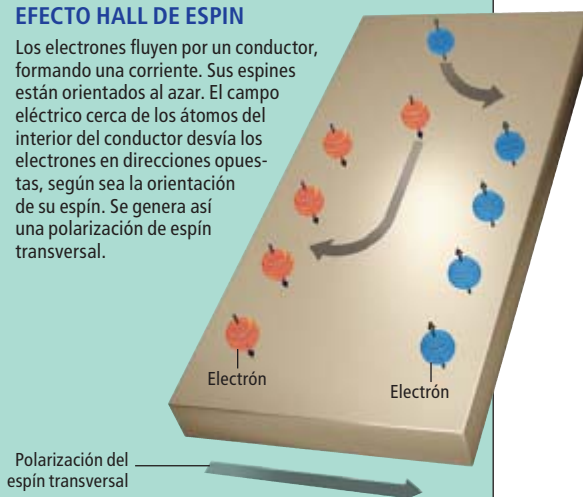 EFECTO HALL DE ESPIN
Los electrones fluyen por un conductor,
formando una corriente. Sus espines
están orientados al azar. El campo
eléctrico cerca de los átomos del
interior del conductor desvía los
electrones en direcciones opues-
tas, según sea la orientación
de su espín. Se genera así
una polarización de espín
transversal.
Electrón
Electrón
Polarización del
espín transversal